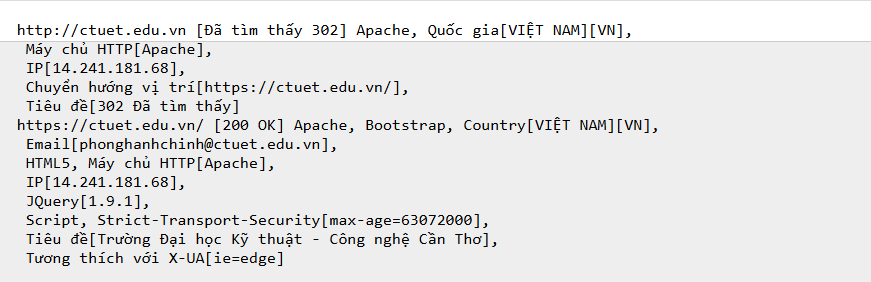 http://ctuet.edu.vn [Đã tìm thấy 302] Apache, Quốc gia[VIỆT NAM][VN],
Máy chủ HTTP[Apache],
IP[14.241.181.68],
Chuyển hướng vị trí[https://ctuet.edu.vn/],
Tiêu đề[302 Đã tìm thấy]
https://ctuet.edu.vn/ [200 OK] Apache, Bootstrap, Country[VIỆT NAM][VN],
Email[phonghanhchinh@ctuet.edu.vn],
HTML5, Máy chủ HTTP[Apache],
IP[14.241.181.68],
JQuery[1.9.1],
Script, Strict-Transport-Security[max-age=63072000],
Tiêu đề[Trường Đại học Kỹ thuật - Công nghệ Cần Thơ],
Tương thích với X-UA[ie=edge]